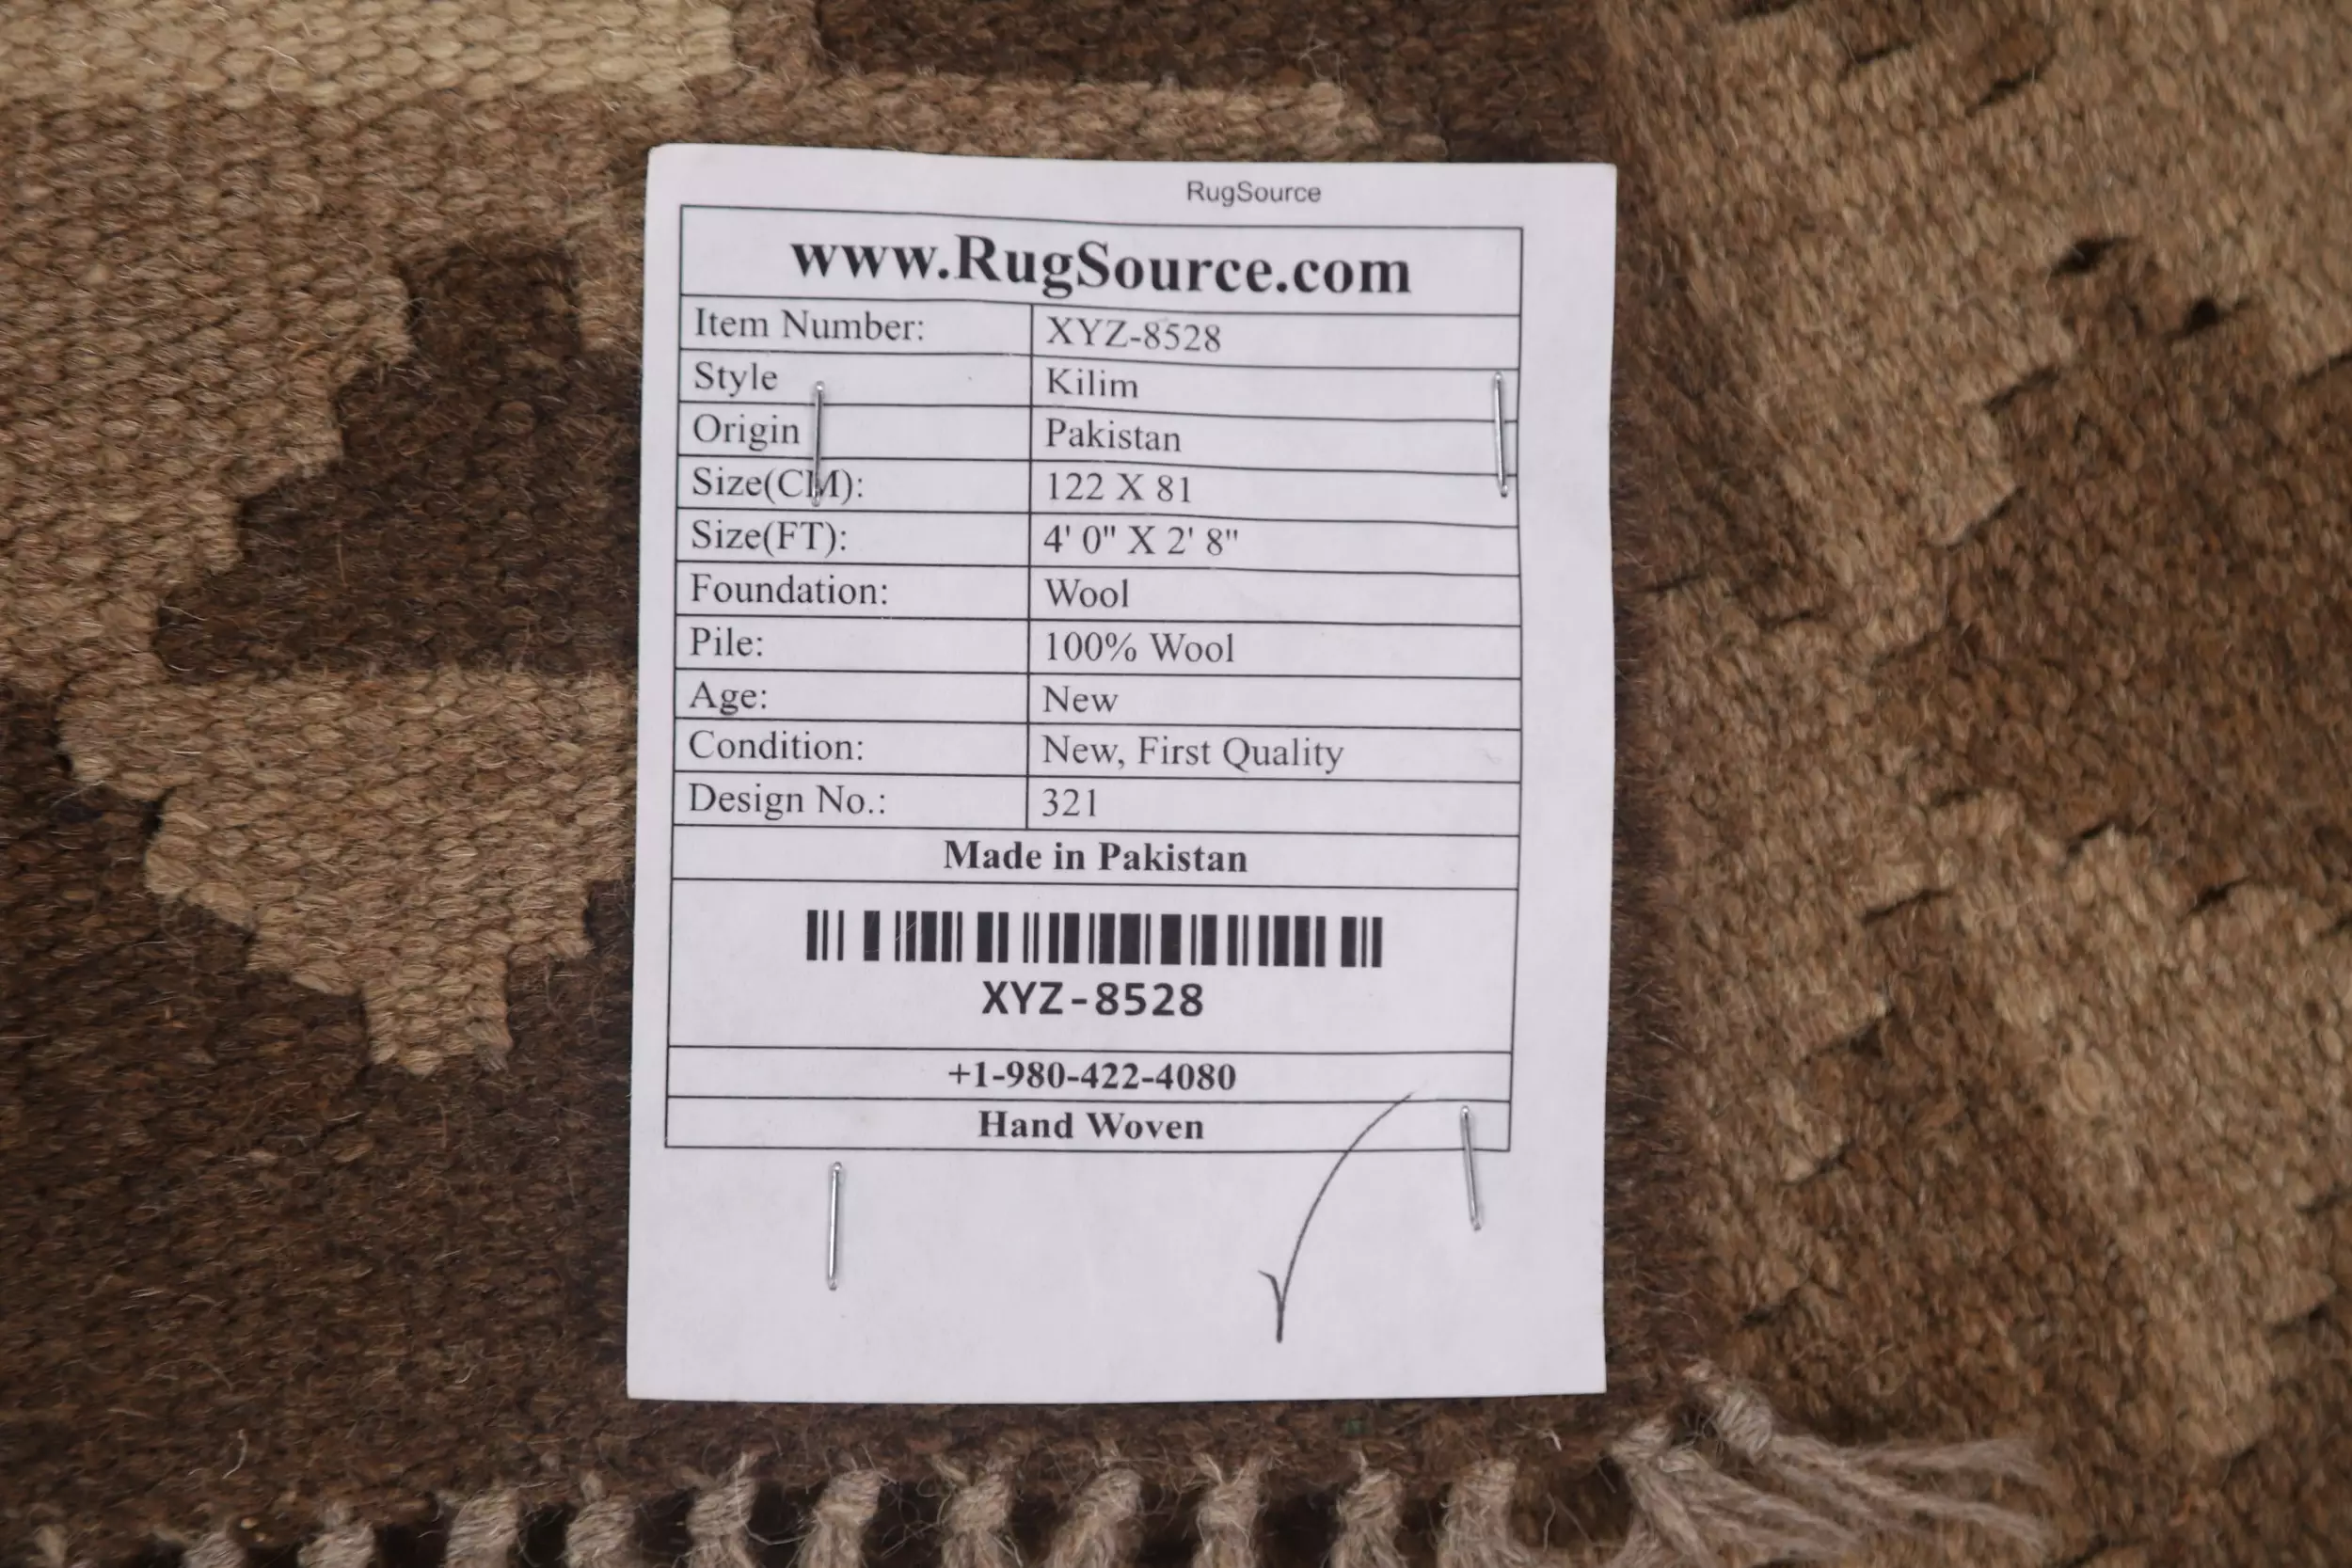 RugSource
www.RugSource.com
Item Number: XYZ-8528
Style Kilim
Origin Pakistan
Size(CM): 122 X 81
Size(FT): 4' 0" X 2' 8"
Foundation: Wool
Pile: 100% Wool
Age: New
Condition: New, First Quality
Design No.: 321
Made in Pakistan
XYZ-8528
+1-980-422-4080
Hand Woven